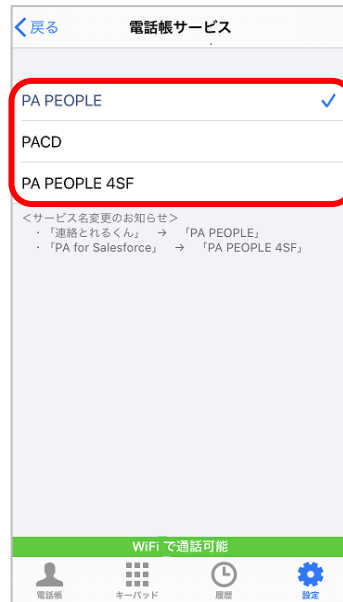 戻る 電話帳サービス
PA PEOPLE
PACD
PA PEOPLE 4SF
＜サービス名変更のお知らせ＞
・「連絡とれるくん」 → 「PA PEOPLE」
・「PA for Salesforce」 → 「PA PEOPLE 4SF」
WiFi で通話可能
電話帳 キーパッド 履歴 設定